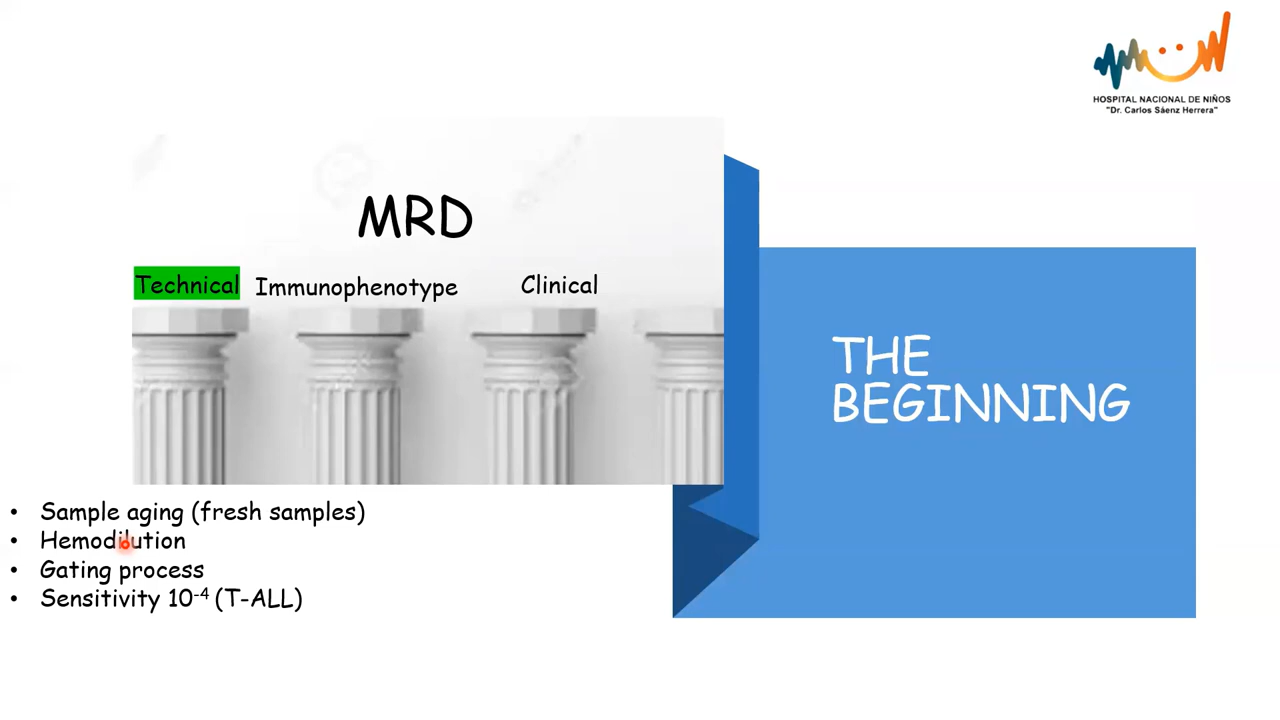 HOSPITAL NACIONAL DE NIÑOS
"Dr. Carlos Sáenz Herrera"
MRD
Technical Immunophenotype Clinical
THE
BEGINNING
• Sample aging (fresh samples)
• Hemodilution
• Gating process
• Sensitivity 10⁻⁴ (T-ALL)